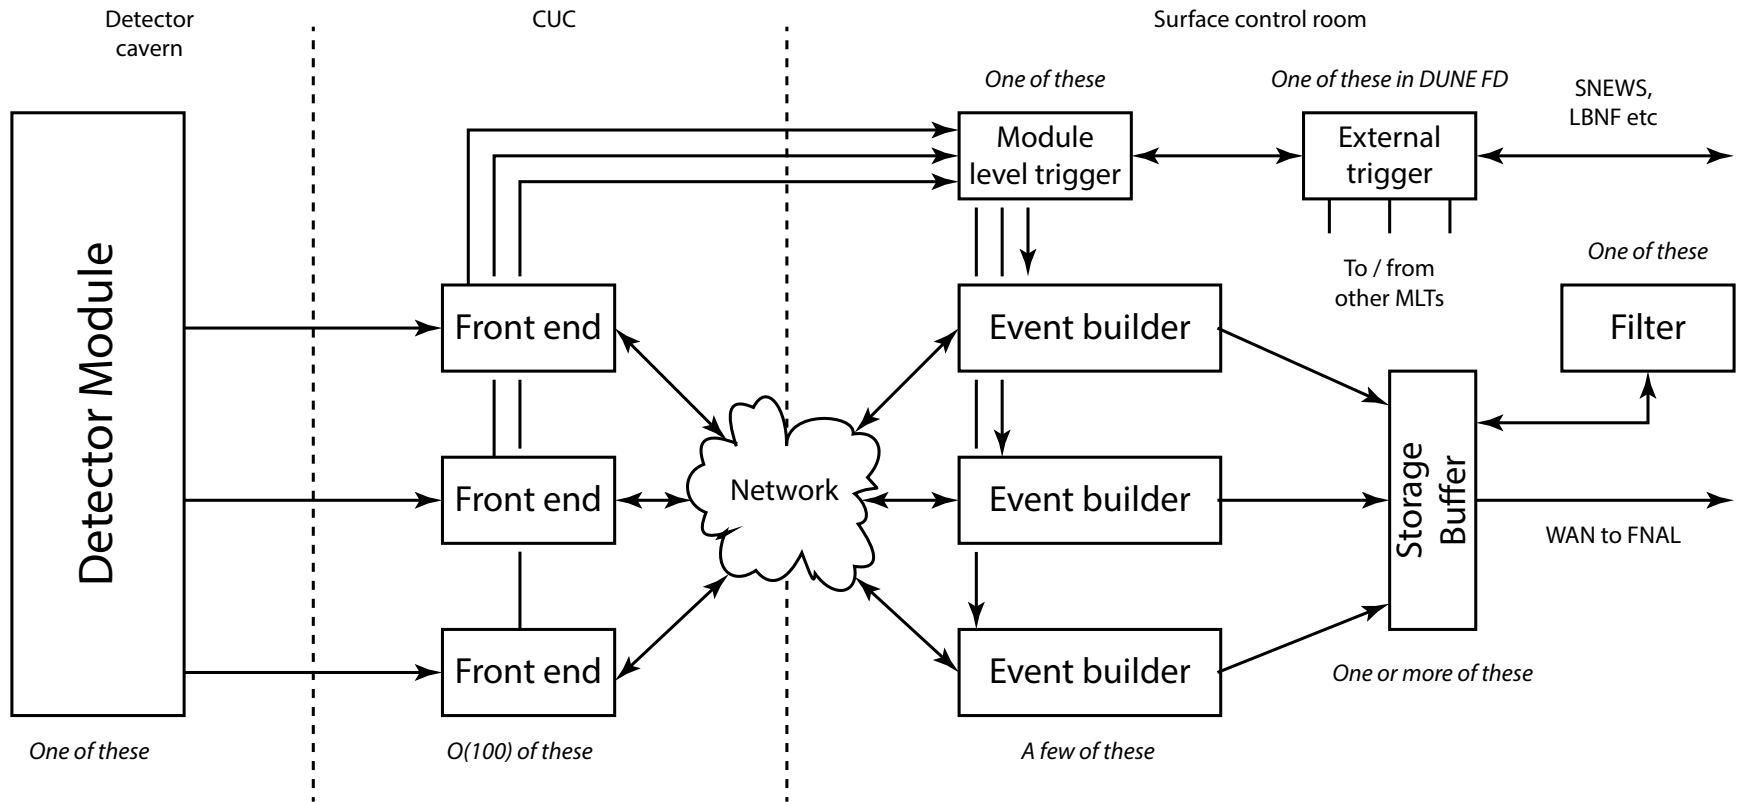 Detector
cavern
CUC
Surface control room
One of these
One of these in DUNE FD
SNEWS,
LBNF etc
Module
level trigger
External
trigger
To / from
other MLTs
One of these
Detector Module
Front end
Event builder
Filter
Front end
Network
Event builder
Storage
Buffer
WAN to FNAL
Front end
Event builder
One or more of these
One of these
O(100) of these
A few of these